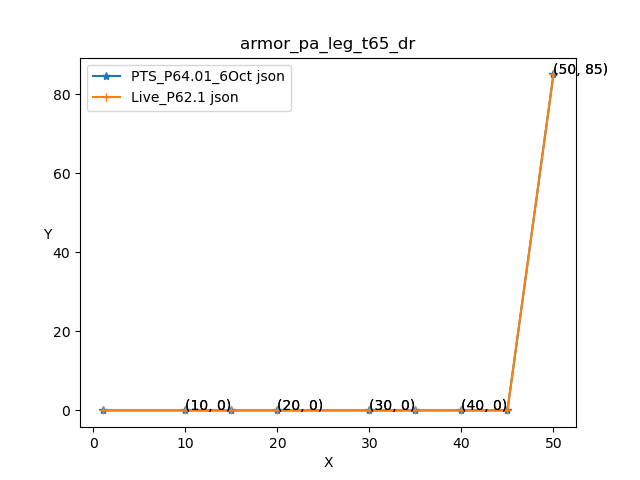 armor_pa_leg_t65_dr
PTS_P64.01_6Oct json
Live_P62.1 json
(50, 85)
80
60
Y
40
20
0
(10, 0) (20, 0) (30, 0) (40, 0)
0 10 20 30 40 50
X